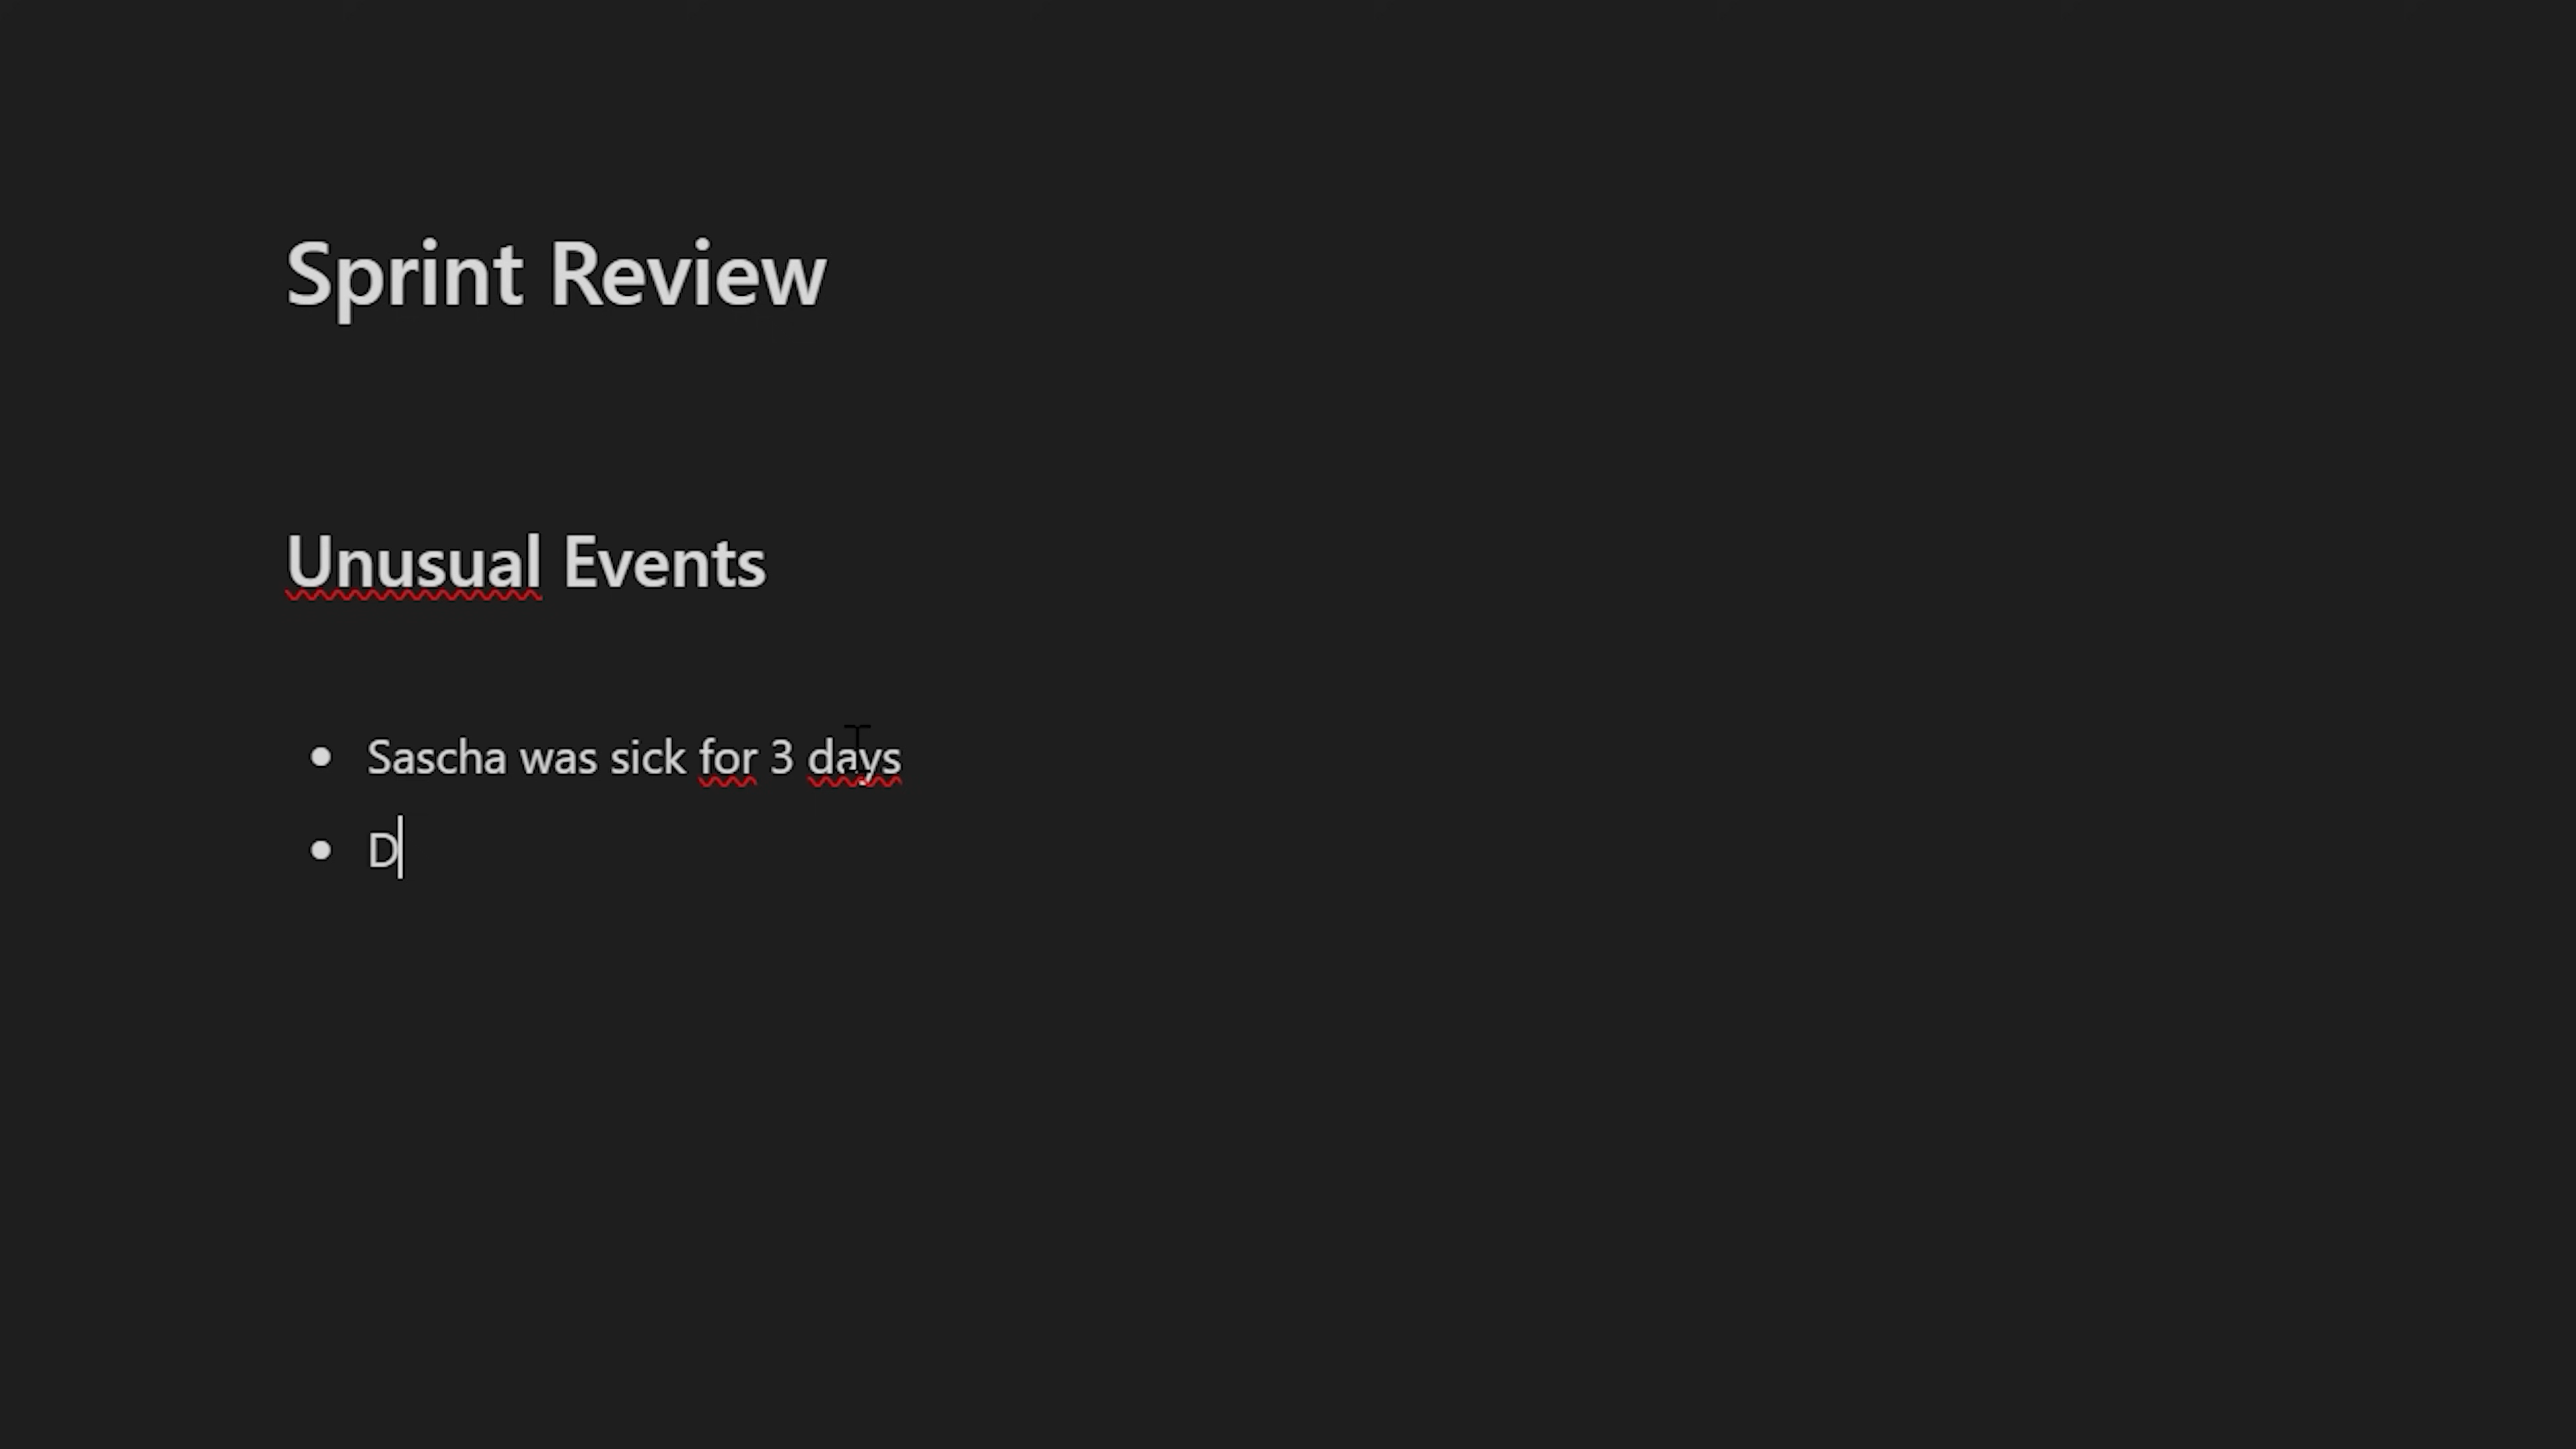 Sprint Review
Unusual Events
• Sascha was sick for 3 days
• D